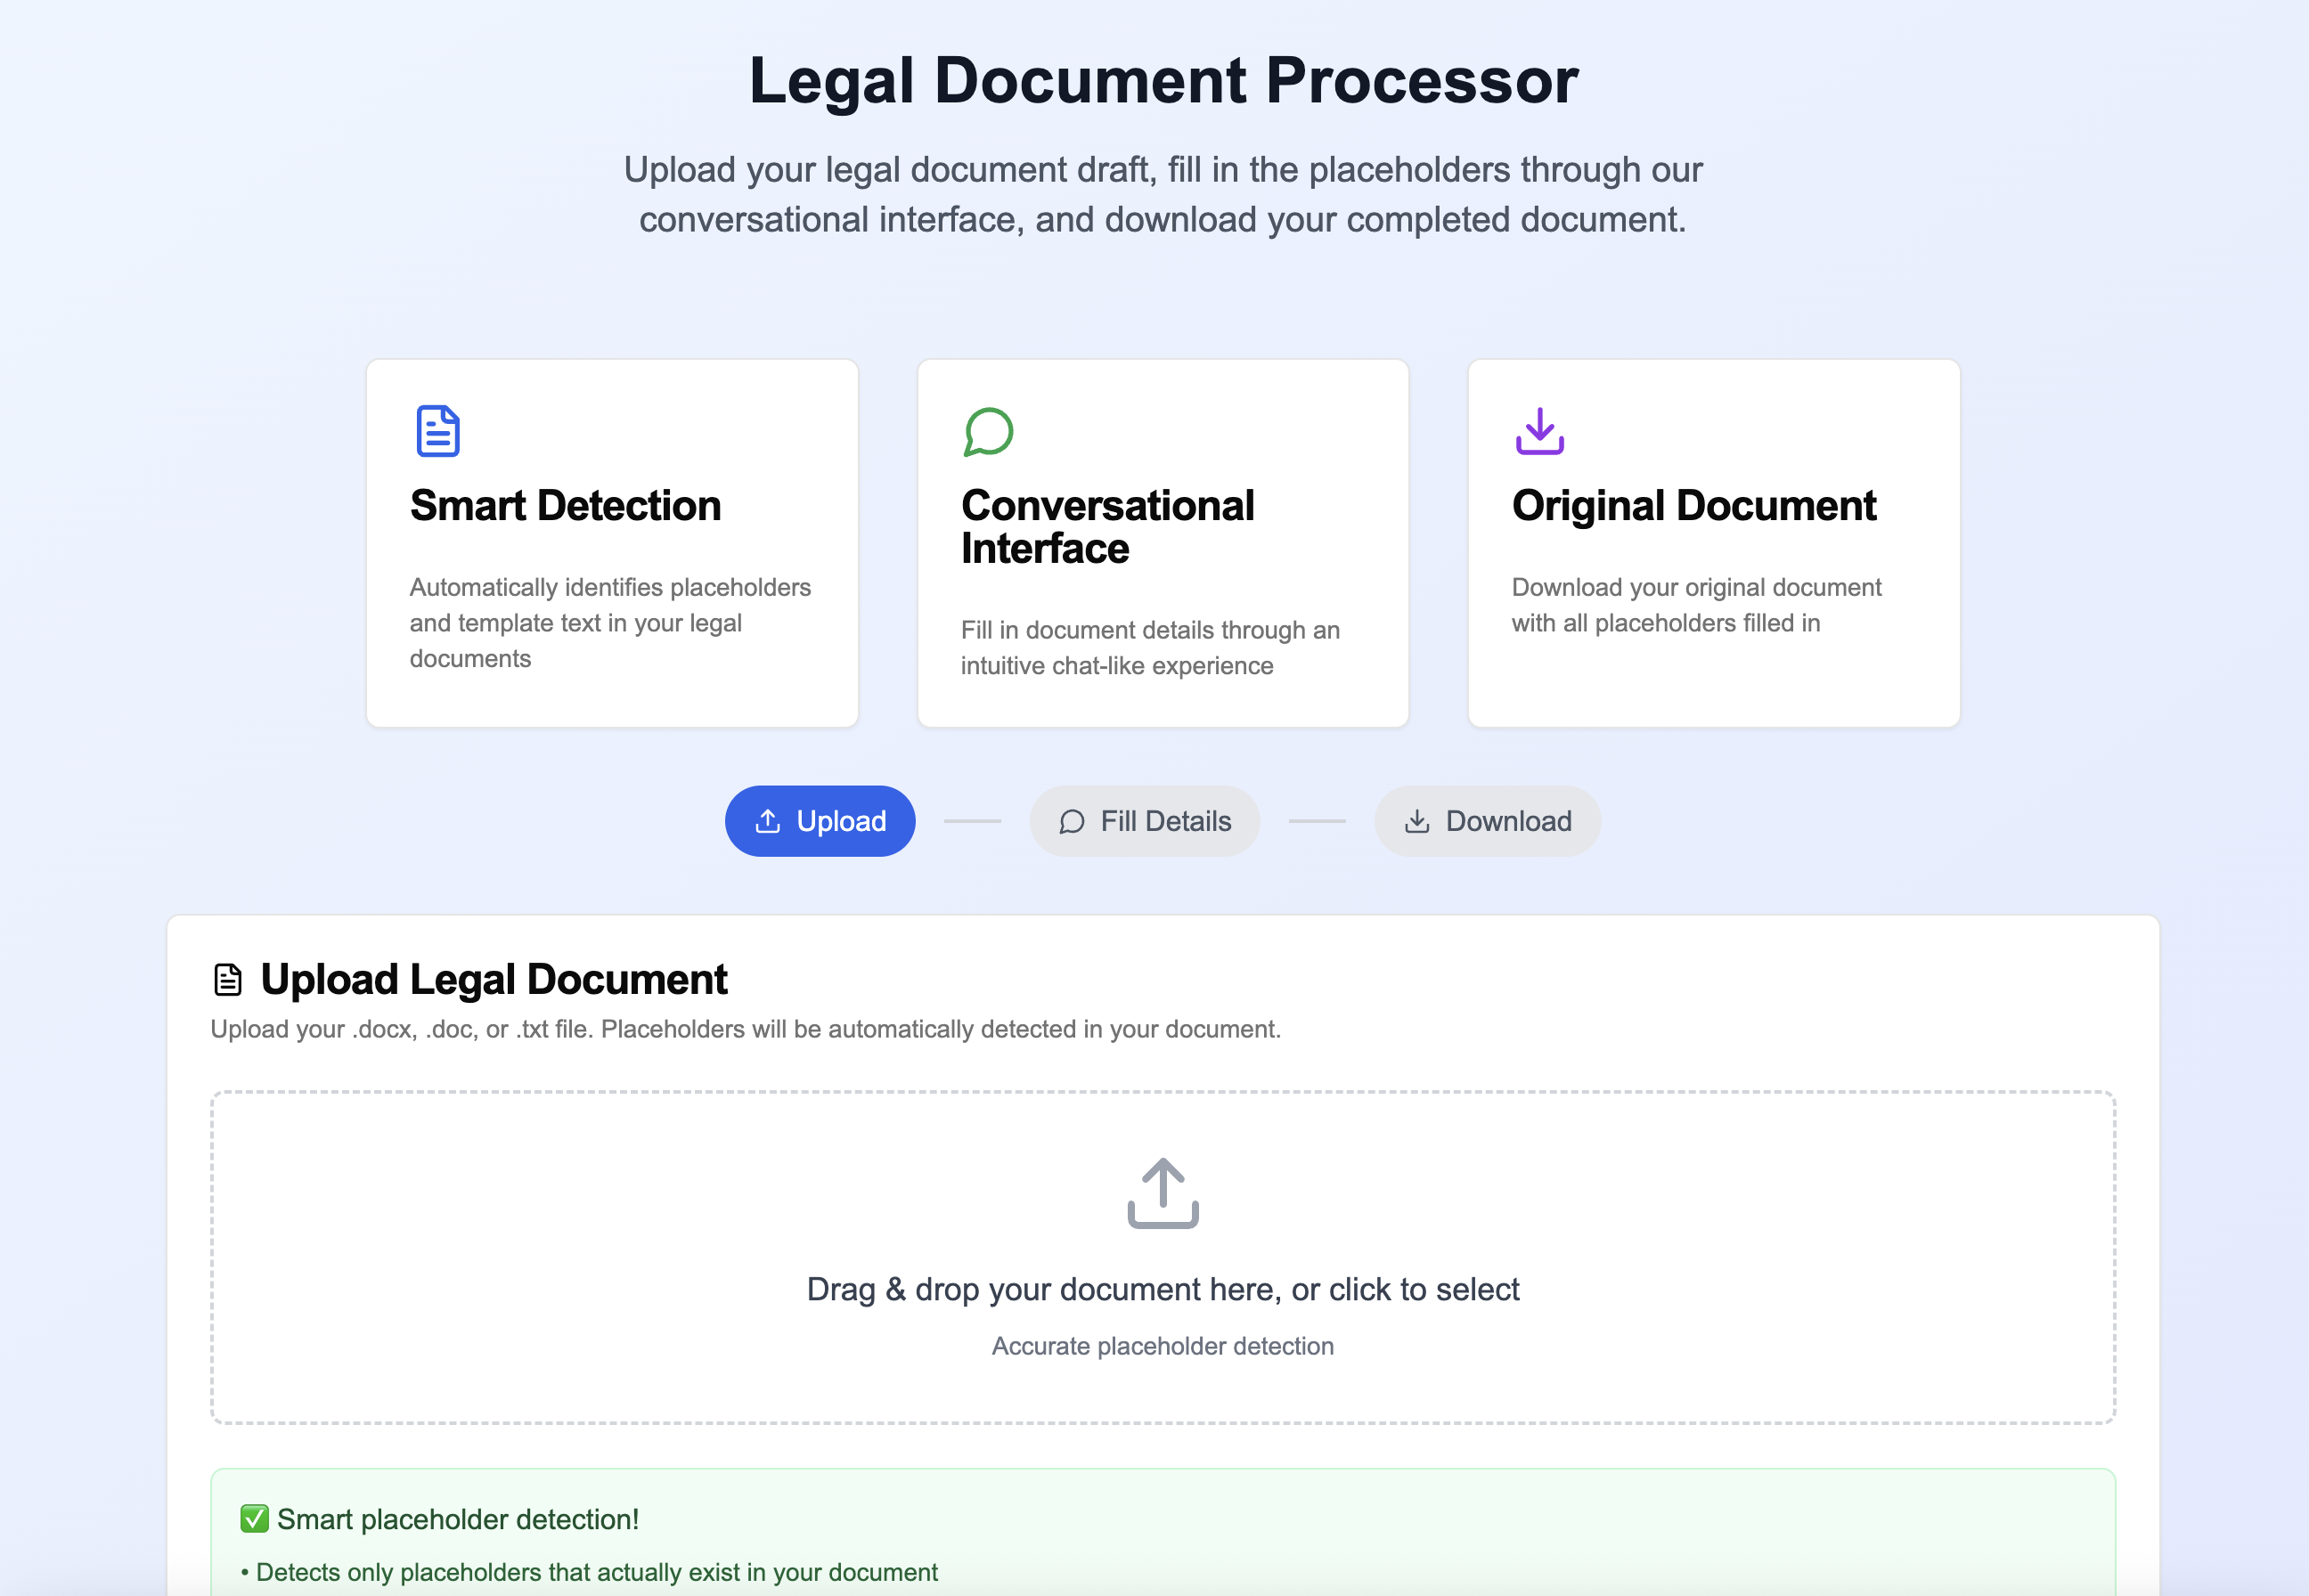 Legal Document Processor
Upload your legal document draft, fill in the placeholders through our
conversational interface, and download your completed document.
Smart Detection
Automatically identifies placeholders
and template text in your legal
documents
Conversational
Interface
Fill in document details through an
intuitive chat-like experience
Original Document
Download your original document
with all placeholders filled in
Upload
Fill Details
Download
Upload Legal Document
Upload your .docx, .doc, or .txt file. Placeholders will be automatically detected in your document.
Drag & drop your document here, or click to select
Accurate placeholder detection
✅ Smart placeholder detection!
• Detects only placeholders that actually exist in your document